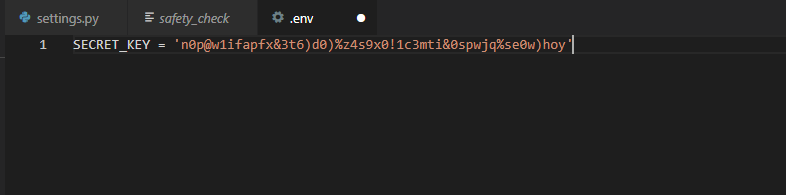 settings.py safety_check .env
1 SECRET_KEY = 'n0p@w1ifapfx&3t6)d0)%z4s9x0!1c3mti&0spwjq%se0w)hoy'